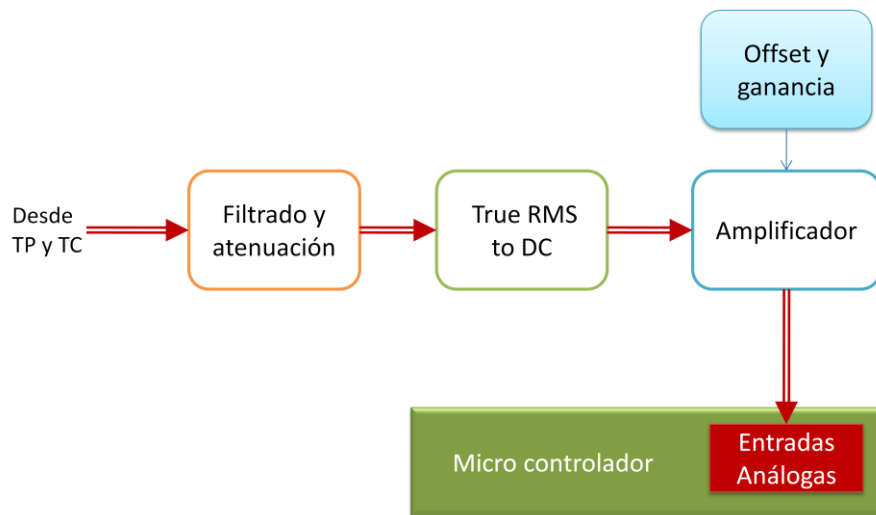 Offset y
ganancia
Desde
TP y TC
Filtrado y
atenuación
True RMS
to DC
Amplificador
Micro controlador
Entradas
Análogas